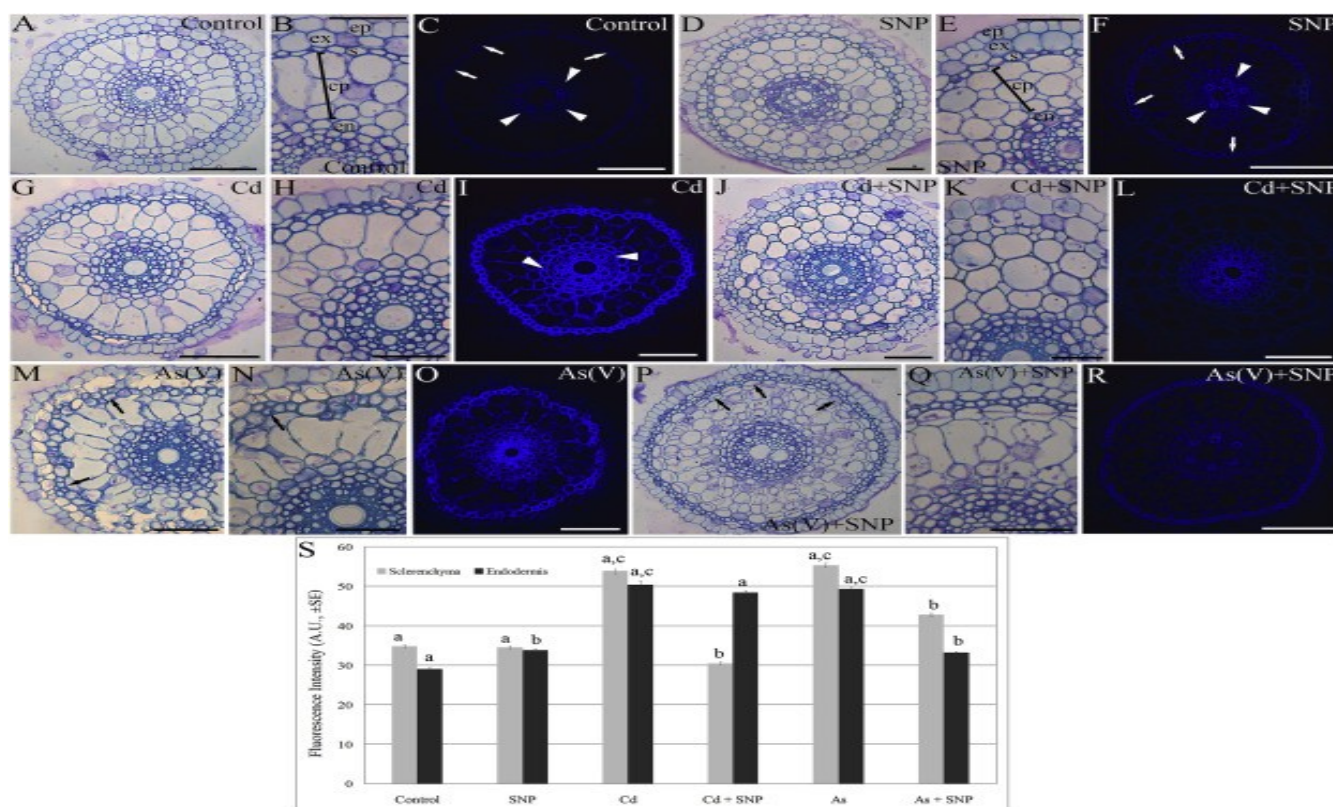 A Control B ep ex s cp en Control C Control D SNP E ep ex s cp en SNP F SNP
G Cd H Cd I Cd J Cd+SNP K Cd+SNP L Cd+SNP
M As(V) N As(V) O As(V) P As(V)+SNP Q As(V)+SNP R As(V)+SNP
S
Fluorescence Intensity (A.U., ±SE)
60
50
40
30
20
10
0
Sclerenchyma Endodermis
a a a b a,c a,c b a a,c a,c b b
Control SNP Cd Cd + SNP As As + SNP